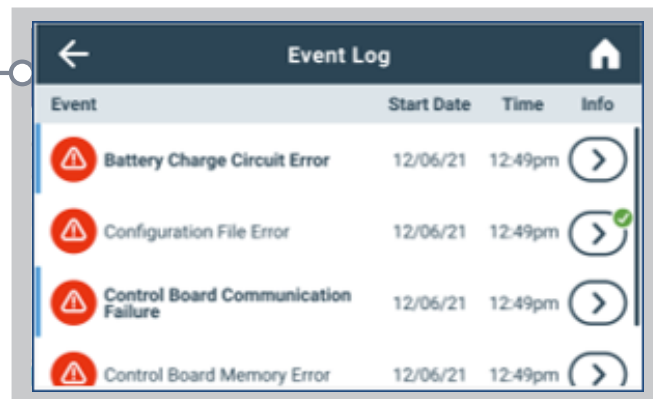 Event Log
Event Start Date Time Info
Battery Charge Circuit Error 12/06/21 12:49pm
Configuration File Error 12/06/21 12:49pm
Control Board Communication
Failure 12/06/21 12:49pm
Control Board Memory Error 12/06/21 12:49pm